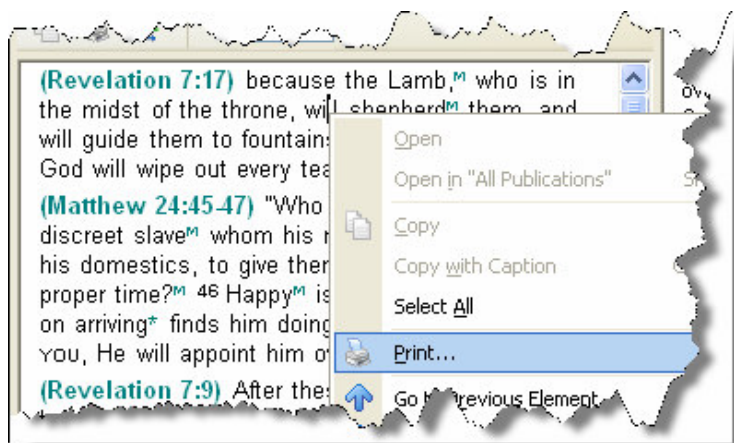 (Revelation 7:17) because the Lamb,ᴹ who is in
the midst of the throne, will shepherdᴹ them, and
will guide them to fountains
God will wipe out every tea
(Matthew 24:45-47) "Who
discreet slaveᴹ whom his
his domestics, to give
proper time?ᴹ 46 Happyᴹ is
on arriving* finds him doing
YOU, He will appoint him
(Revelation 7:9) After
Open
Open in "All Publications"
Copy
Copy with Caption
Select All
Print...
Go to Previous Element